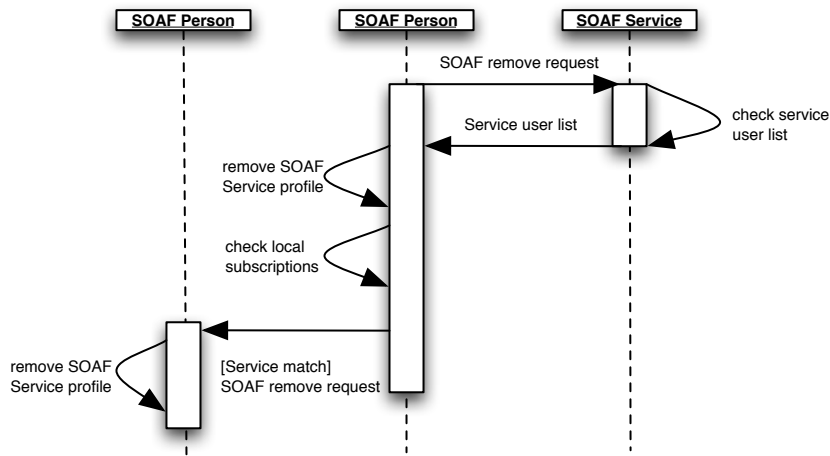 SOAF Person
SOAF Person
SOAF Service
SOAF remove request
check service
user list
Service user list
remove SOAF
Service profile
check local
subscriptions
remove SOAF
Service profile
[Service match]
SOAF remove request